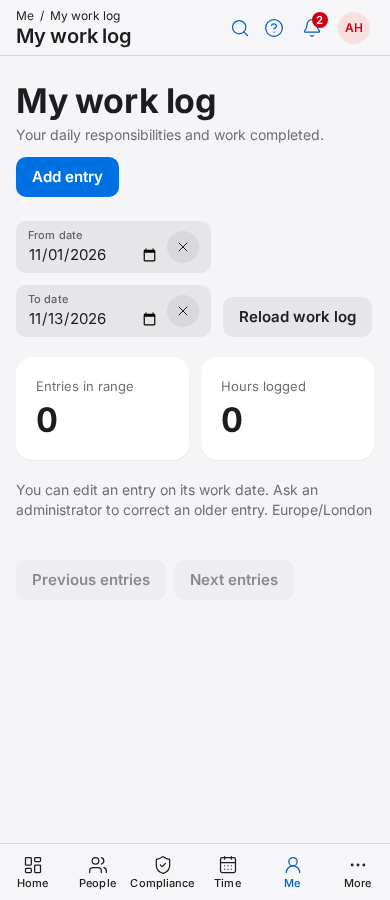 Me / My work log
My work log
2
AH
My work log
Your daily responsibilities and work completed.
Add entry
From date
11/01/2026
To date
11/13/2026
Reload work log
Entries in range
0
Hours logged
0
You can edit an entry on its work date. Ask an
administrator to correct an older entry. Europe/London
Previous entries
Next entries
Home
People
Compliance
Time
Me
More